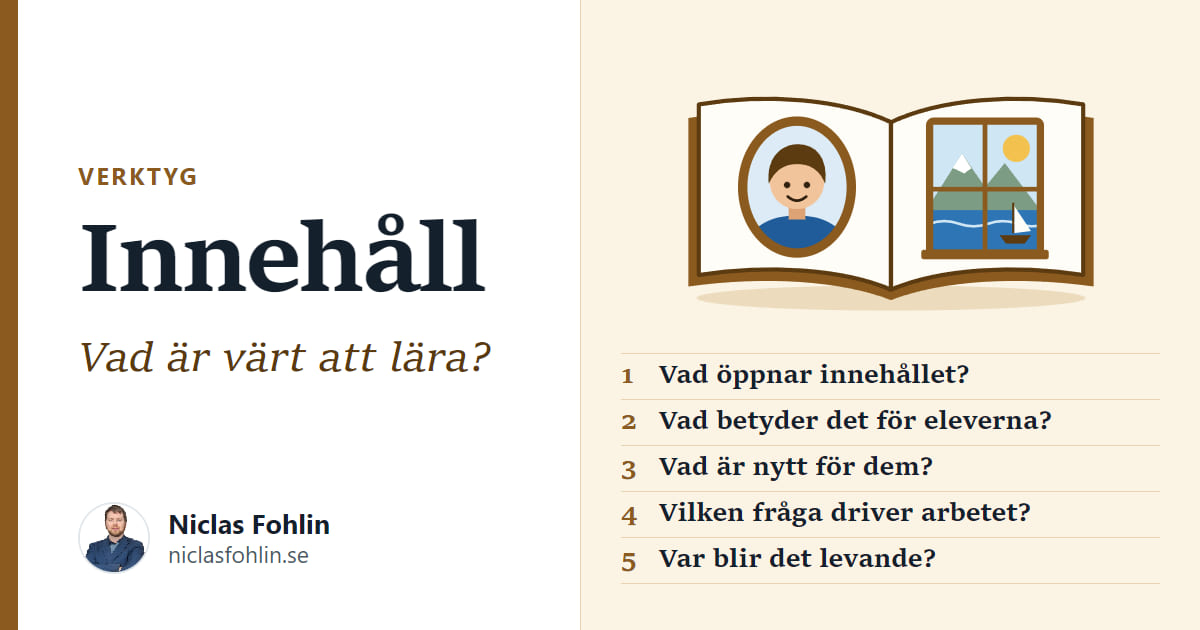 VERKTYG
Innehåll
Vad är värt att lära?
Niclas Fohlin
niclasfohlin.se
1 Vad öppnar innehållet?
2 Vad betyder det för eleverna?
3 Vad är nytt för dem?
4 Vilken fråga driver arbetet?
5 Var blir det levande?